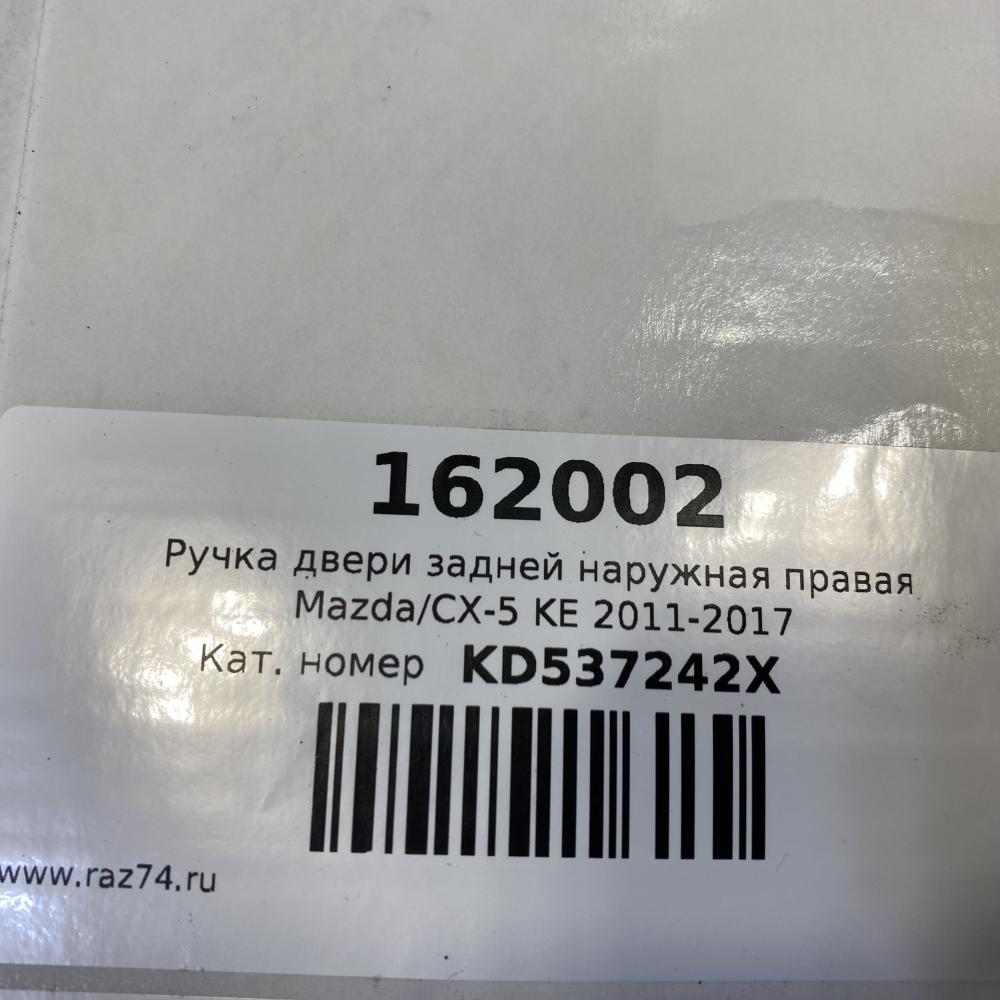 162002
Ручка двери задней наружная правая
Mazda/CX-5 KE 2011-2017
Кат. номер KD537242X
www.raz74.ru